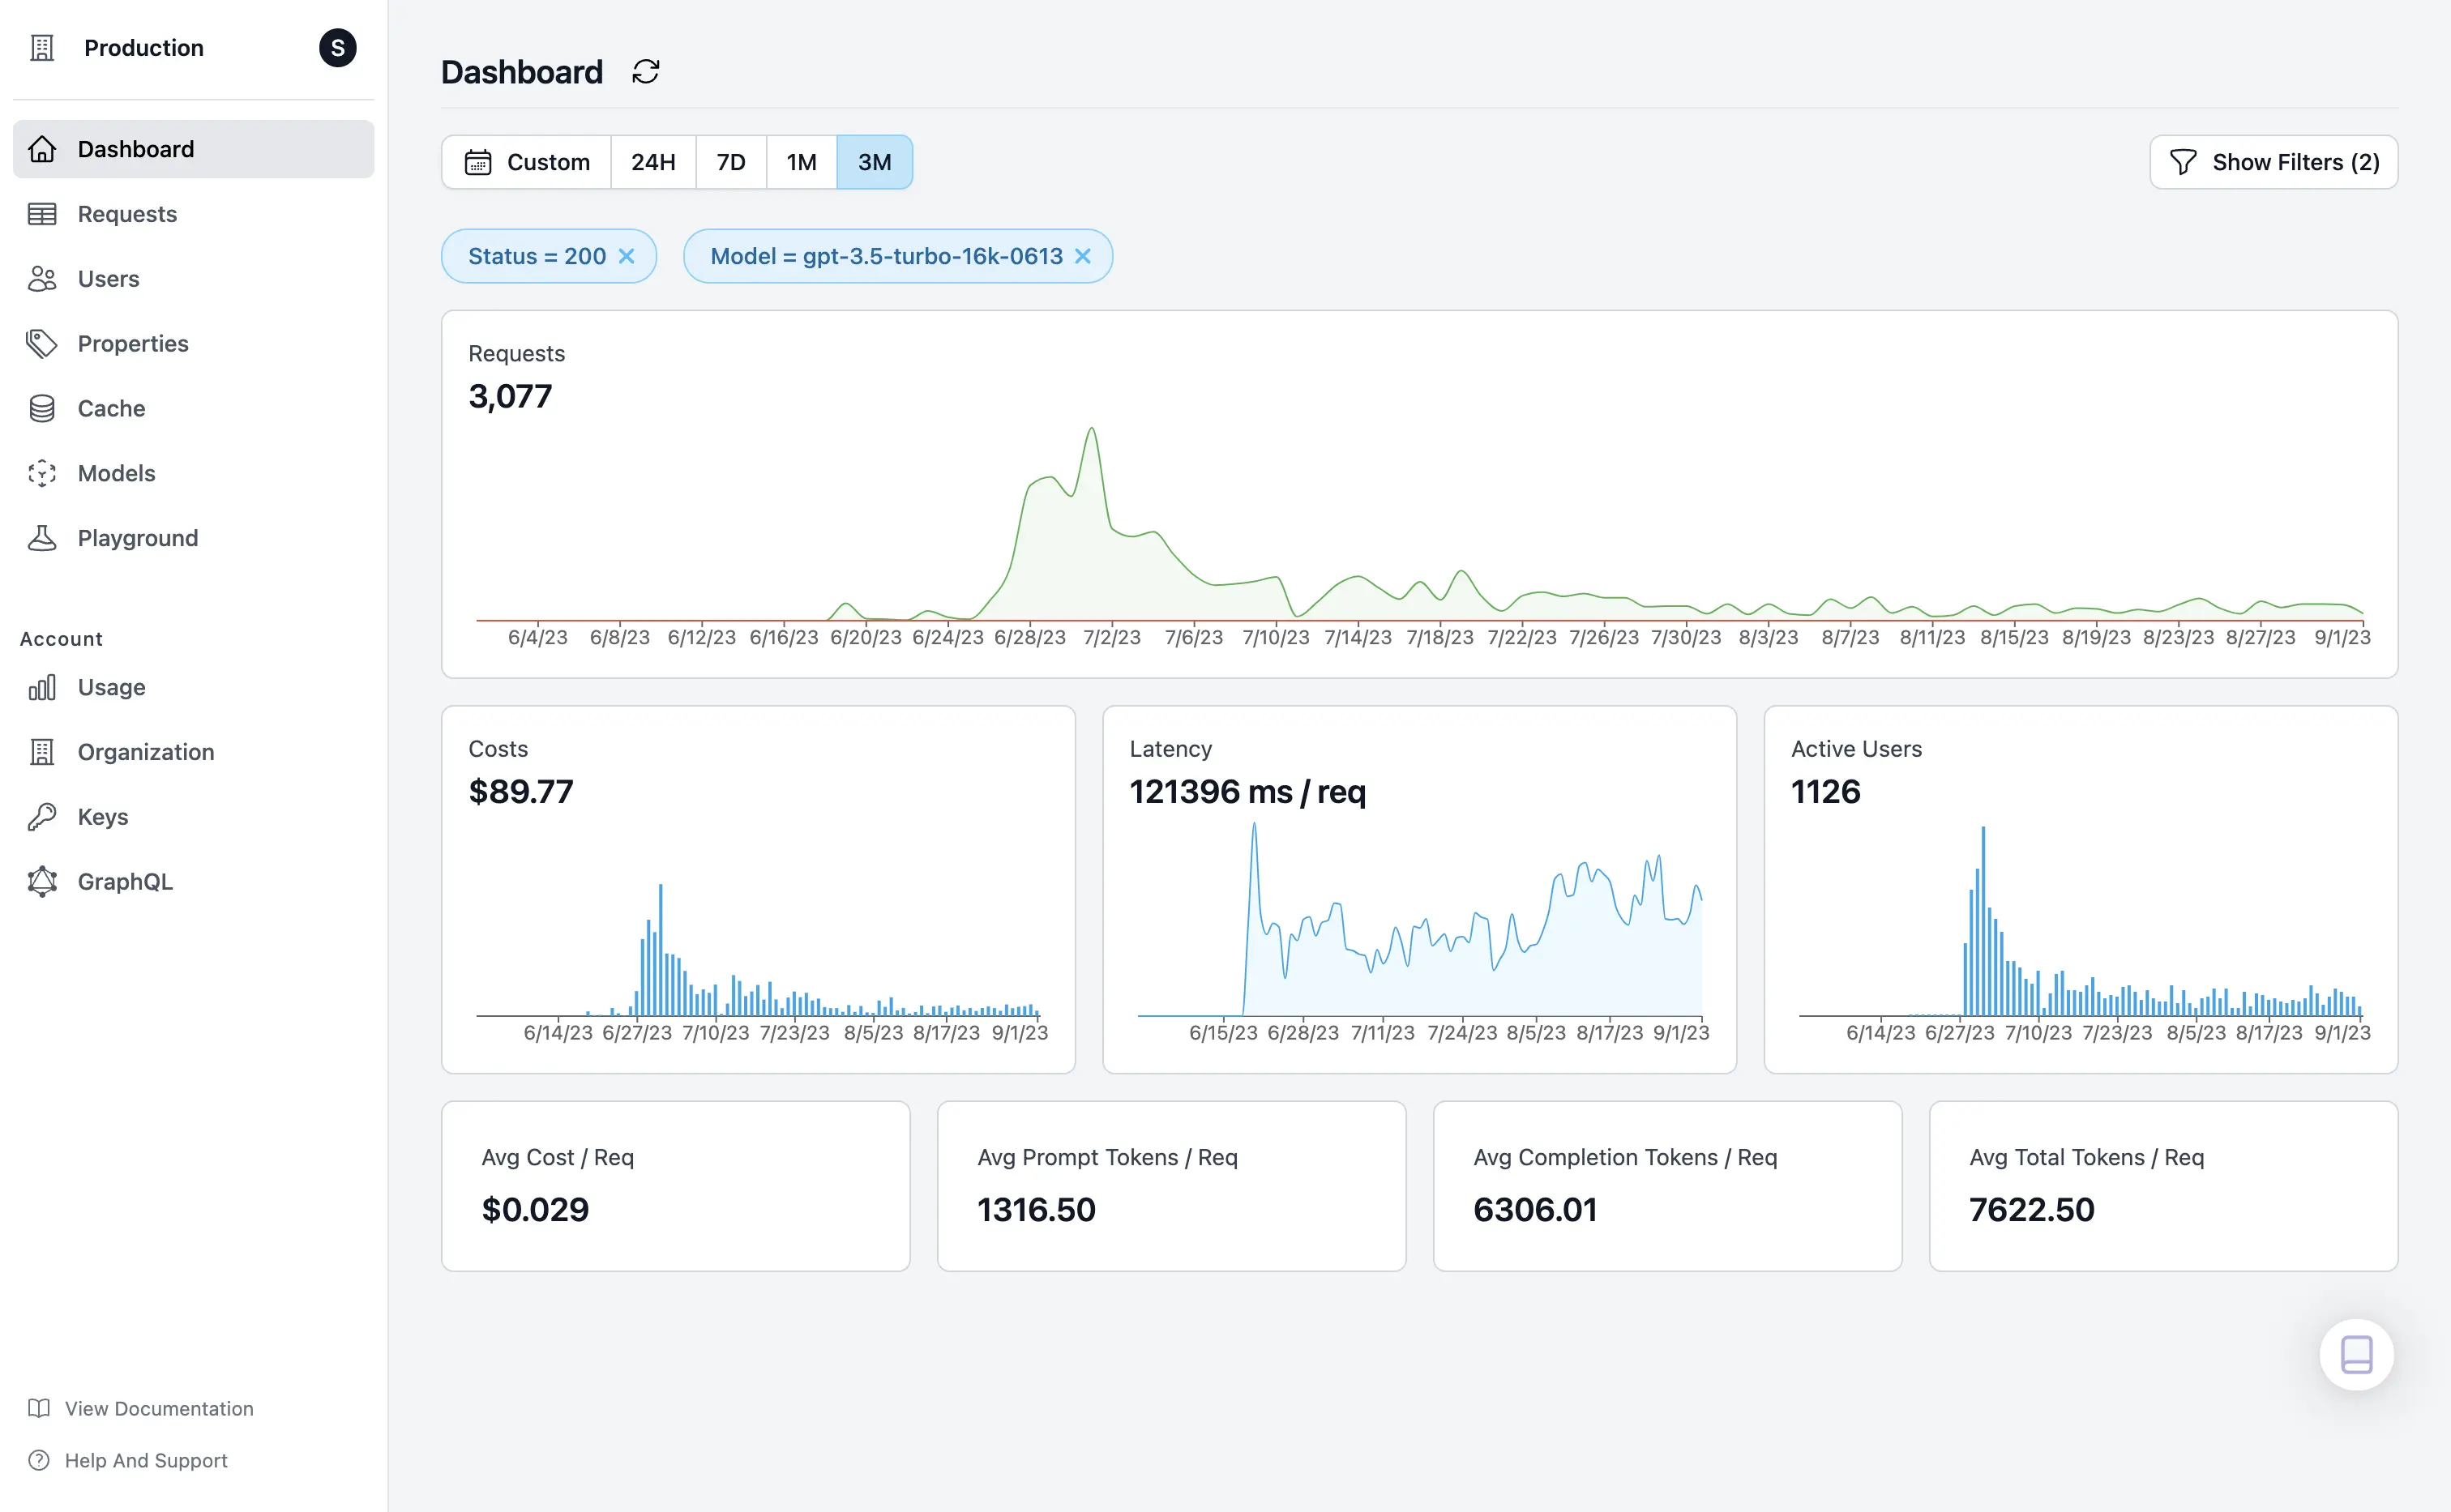 Production
S
Dashboard
Requests
Users
Properties
Cache
Models
Playground
Account
Usage
Organization
Keys
GraphQL
View Documentation
Help And Support
Dashboard
Custom 24H 7D 1M 3M
Show Filters (2)
Status = 200
Model = gpt-3.5-turbo-16k-0613
Requests
3,077
6/4/23 6/8/23 6/12/23 6/16/23 6/20/23 6/24/23 6/28/23 7/2/23 7/6/23 7/10/23 7/14/23 7/18/23 7/22/23 7/26/23 7/30/23 8/3/23 8/7/23 8/11/23 8/15/23 8/19/23 8/23/23 8/27/23 9/1/23
Costs
$89.77
6/14/23 6/27/23 7/10/23 7/23/23 8/5/23 8/17/23 9/1/23
Latency
121396 ms / req
6/15/23 6/28/23 7/11/23 7/24/23 8/5/23 8/17/23 9/1/23
Active Users
1126
6/14/23 6/27/23 7/10/23 7/23/23 8/5/23 8/17/23 9/1/23
Avg Cost / Req
$0.029
Avg Prompt Tokens / Req
1316.50
Avg Completion Tokens / Req
6306.01
Avg Total Tokens / Req
7622.50